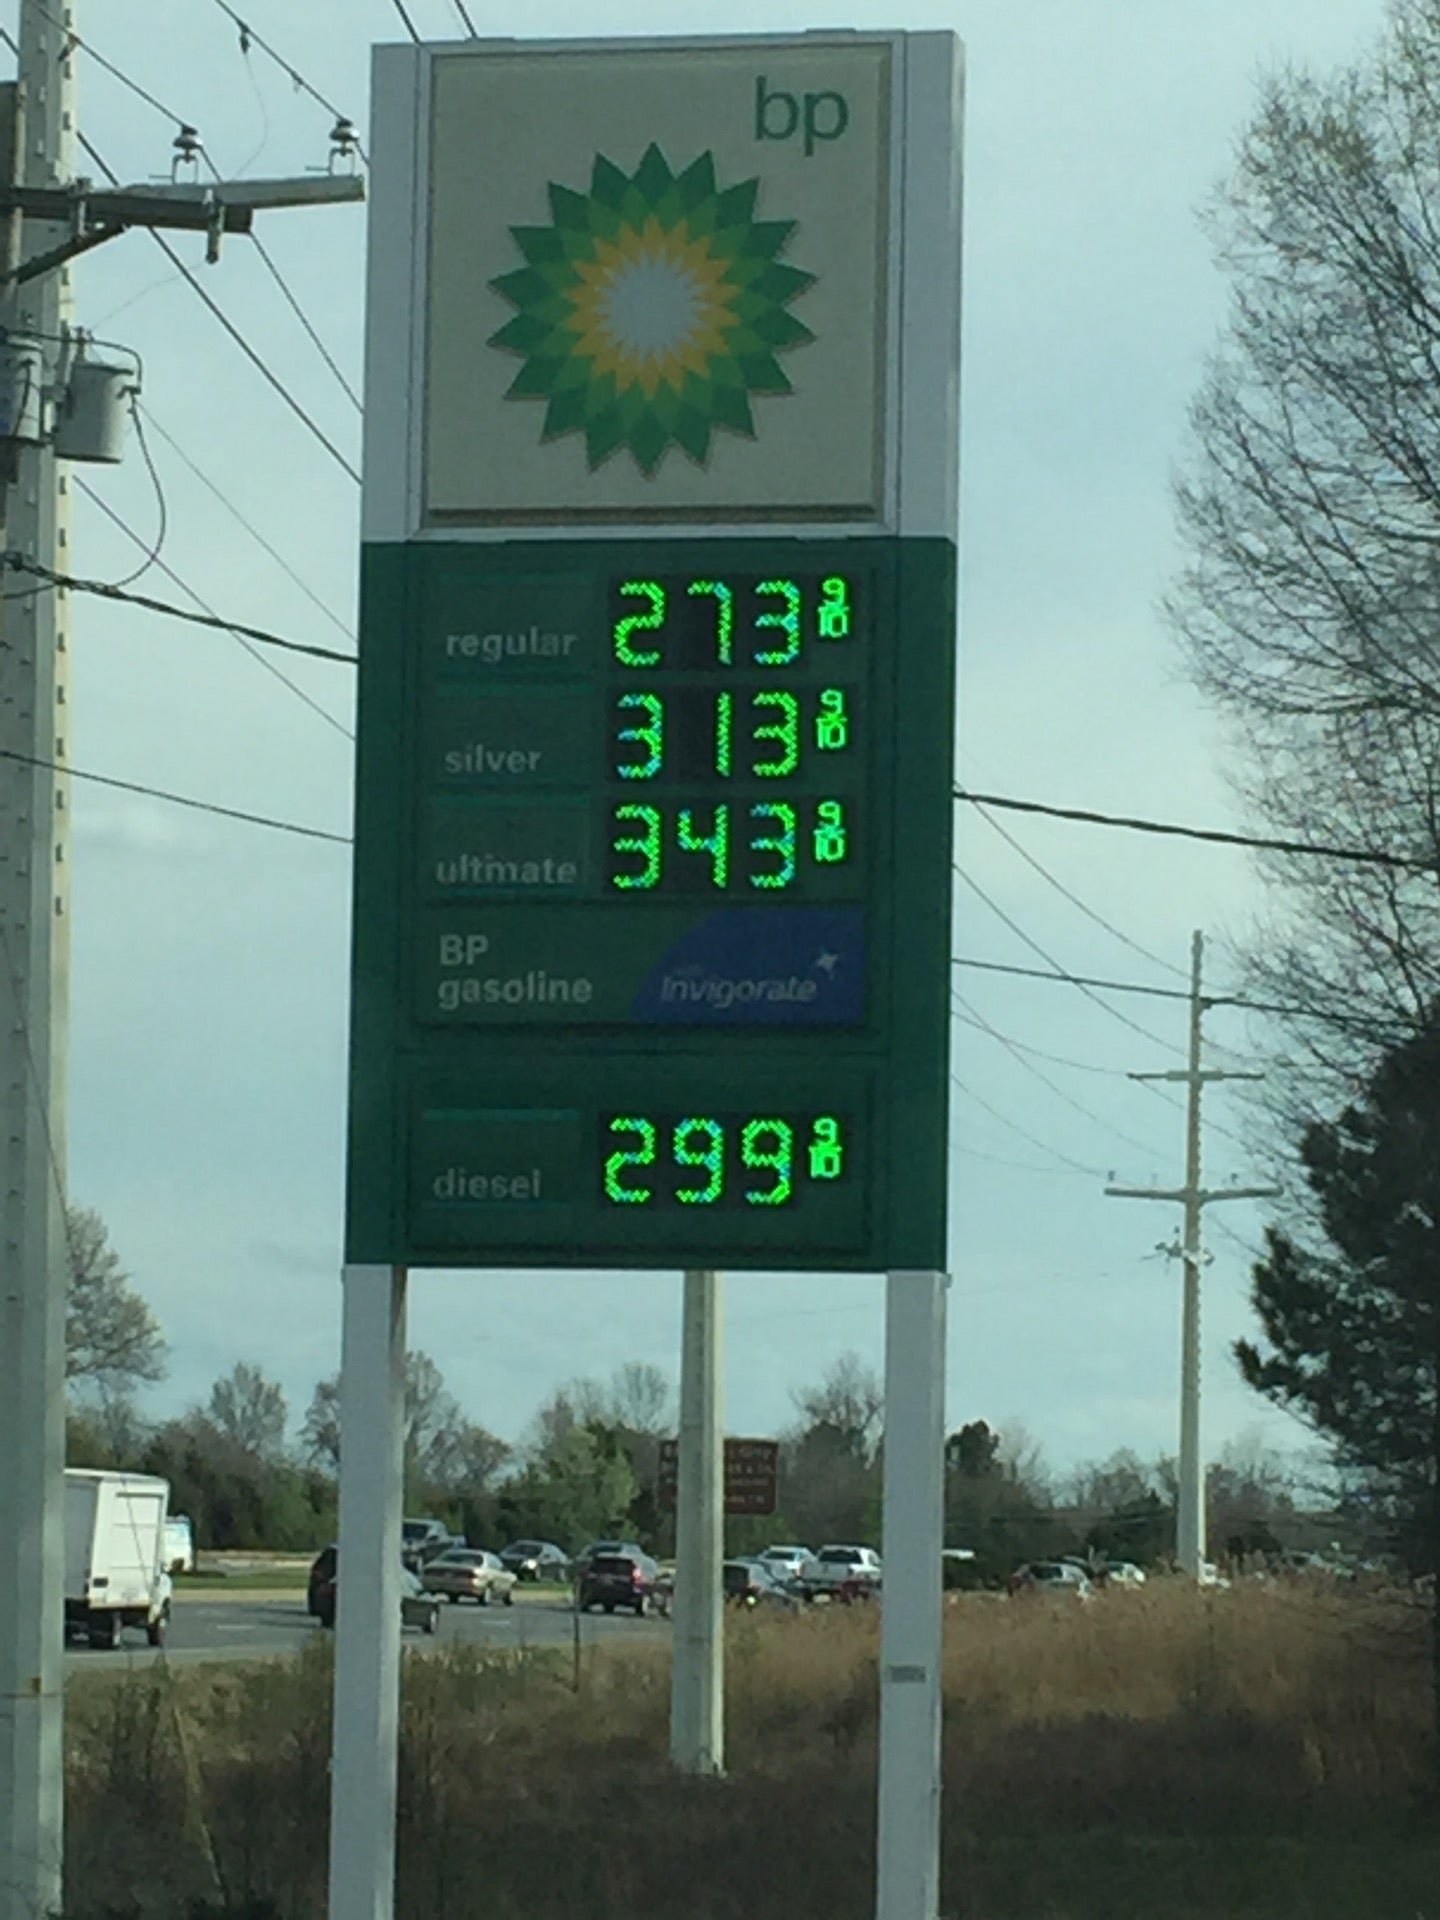 bp
regular 273 9/10
silver 313 9/10
ultimate 343 9/10
BP
gasoline
Invigorate
diesel 299 9/10